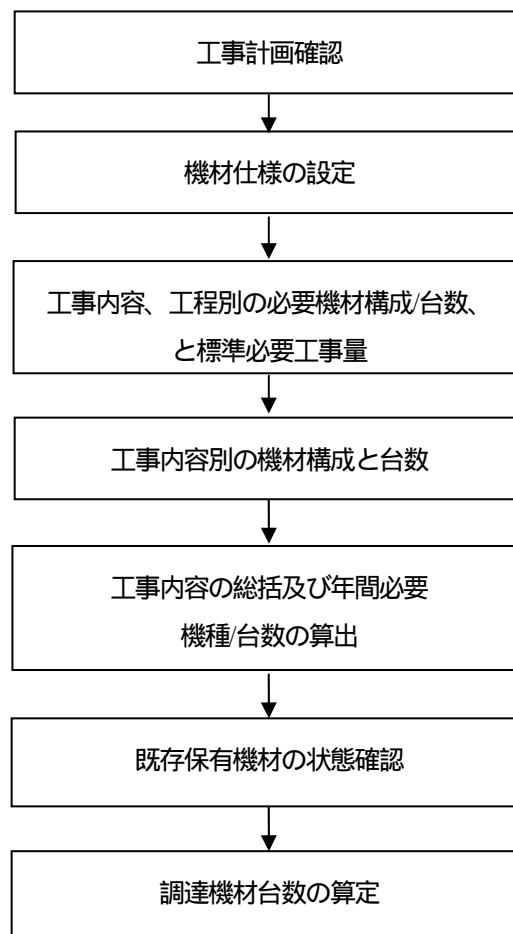 工事計画確認
機材仕様の設定
工事内容、工程別の必要機材構成/台数、
と標準必要工事量
工事内容別の機材構成と台数
工事内容の総括及び年間必要
機種/台数の算出
既存保有機材の状態確認
調達機材台数の算定